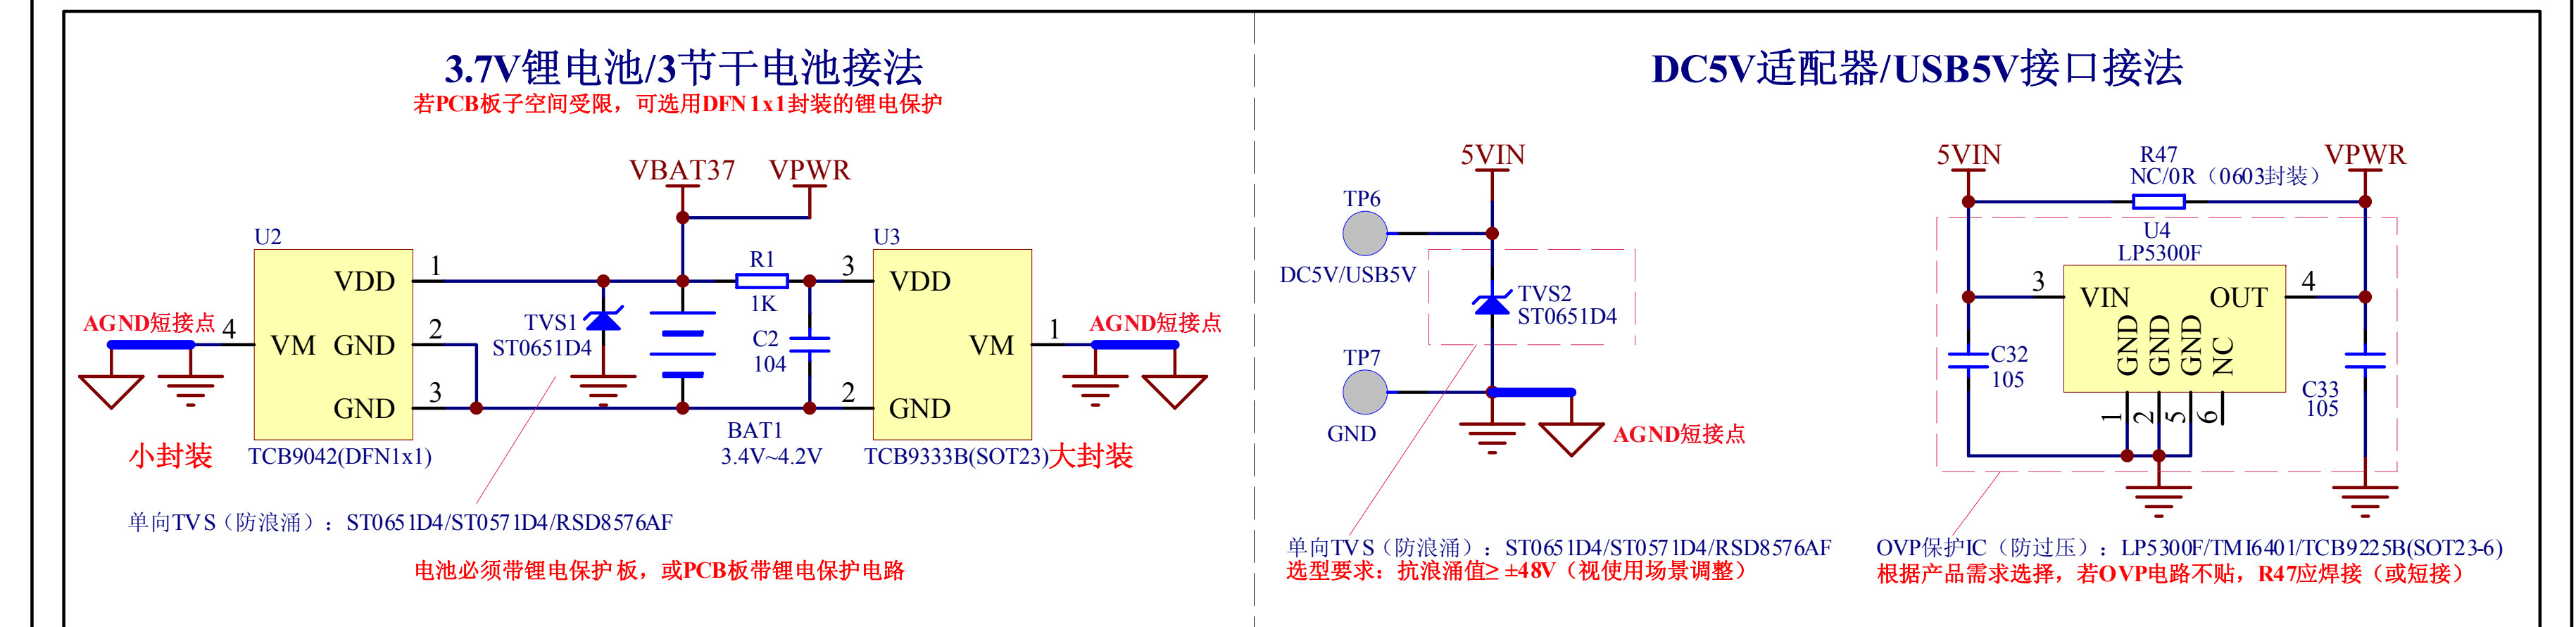 3.7V锂电池/3节干电池接法
若PCB板子空间受限，可选用DFN1x1封装的锂电保护
VBAT37
VPWR
U2
VDD
1
AGND短接点
4
VM
GND
2
GND
3
小封装
TCB9042(DFN1x1)
TVS1
ST0651D4
R1
1K
C2
104
BAT1
3.4V~4.2V
U3
3
VDD
VM
1
AGND短接点
2
GND
TCB9333B(SOT23)
大封装
单向TVS（防浪涌）：ST0651D4/ST0571D4/RSD8576AF
电池必须带锂电保护板，或PCB板带锂电保护电路
DC5V适配器/USB5V接口接法
5VIN
TP6
DC5V/USB5V
TVS2
ST0651D4
TP7
GND
AGND短接点
单向TVS（防浪涌）：ST0651D4/ST0571D4/RSD8576AF
选型要求：抗浪涌值≥ ±48V（视使用场景调整）
5VIN
R47
NC/0R（0603封装）
VPWR
U4
LP5300F
3
VIN
OUT
4
GND
GND
GND
NC
1
2
5
6
C32
105
C33
105
OVP保护IC（防过压）：LP5300F/TMI6401/TCB9225B(SOT23-6)
根据产品需求选择，若OVP电路不贴，R47应焊接（或短接）